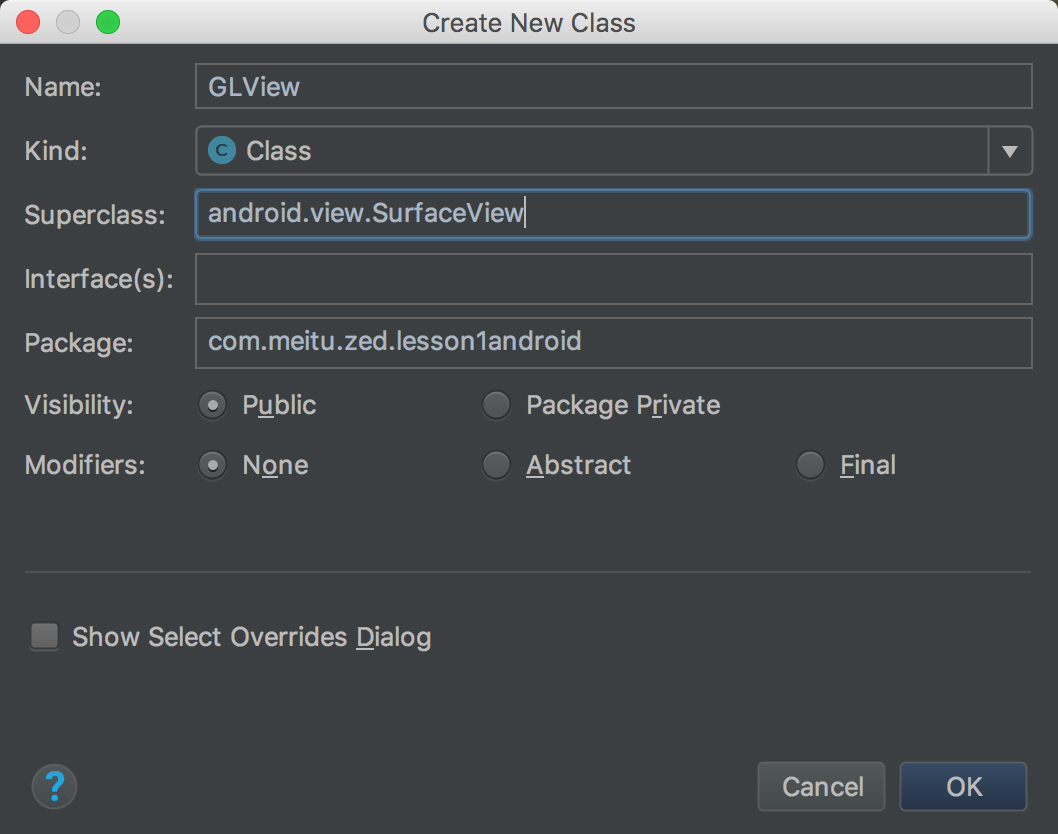 Create New Class
Name: GLView
Kind: C Class
Superclass: android.view.SurfaceView
Interface(s):
Package: com.meitu.zed.lesson1android
Visibility: Public Package Private
Modifiers: None Abstract Final
Show Select Overrides Dialog
? Cancel OK